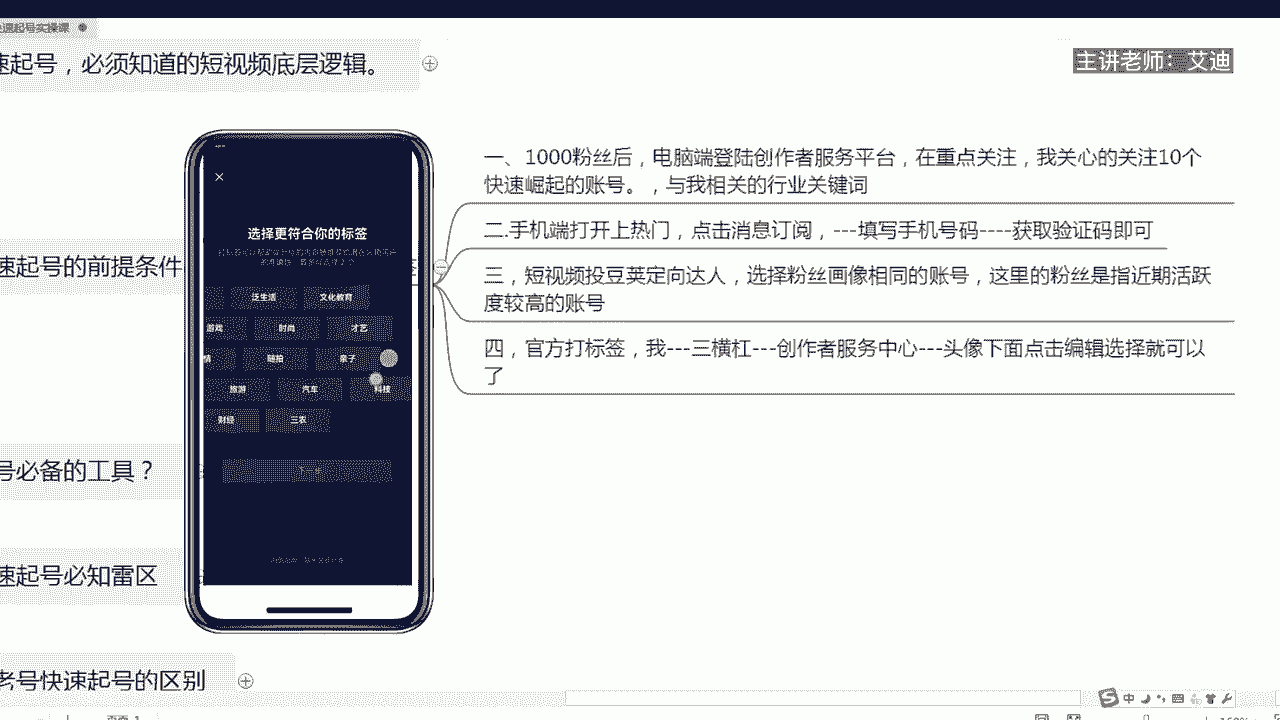 速起号实操课
速起号，必须知道的短视频底层逻辑。
主讲老师：艾迪
一、1000粉丝后，电脑端登陆创作者服务平台，在重点关注，我关心的关注10个
快速崛起的账号。，与我相关的行业关键词
二.手机端打开上热门，点击消息订阅，---填写手机号码----获取验证码即可
三，短视频投豆荚定向达人，选择粉丝画像相同的账号，这里的粉丝是指近期活跃
度较高的账号
四，官方打标签，我---三横杠---创作者服务中心---头像下面点击编辑选择就可以
了
速起号的前提条件
选择更符合你的标签
泛生活
文化教育
游戏
时尚
才艺
情
随拍
亲子
旅游
汽车
科技
财经
三农
号必备的工具？
速起号必知雷区
老号快速起号的区别
中